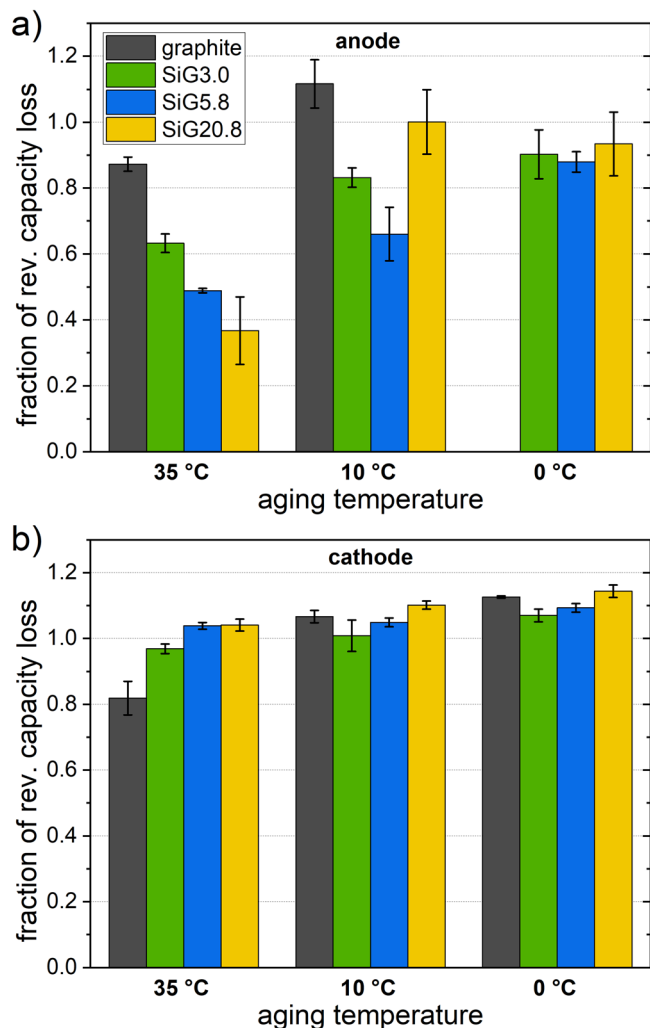 a)
anode
graphite
SiG3.0
SiG5.8
SiG20.8
fraction of rev. capacity loss
1.2
1.0
0.8
0.6
0.4
0.2
0.0
35 °C
10 °C
0 °C
aging temperature
b)
cathode
fraction of rev. capacity loss
1.2
1.0
0.8
0.6
0.4
0.2
0.0
35 °C
10 °C
0 °C
aging temperature